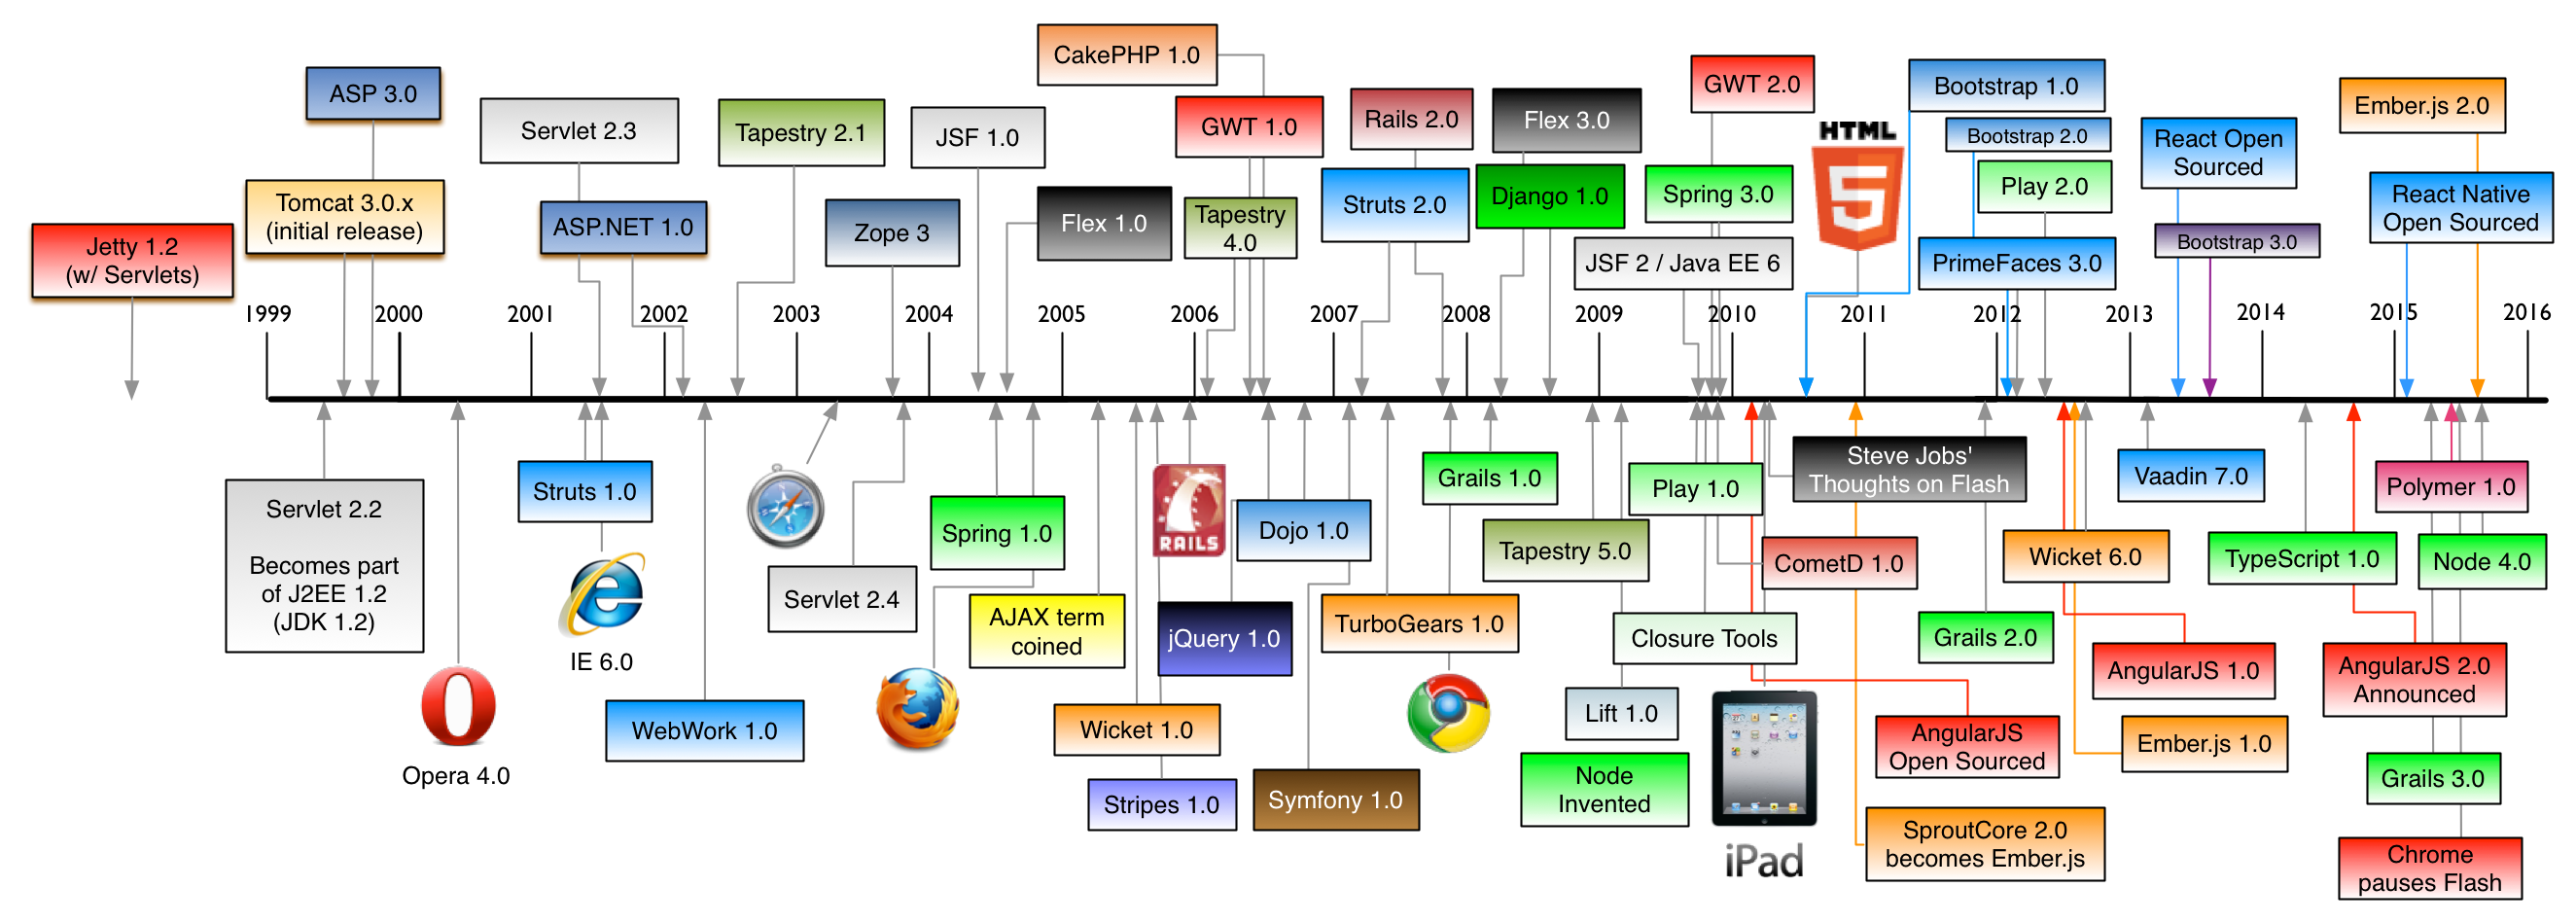 CakePHP 1.0
ASP 3.0
Servlet 2.3
Tapestry 2.1
JSF 1.0
GWT 1.0
Rails 2.0
Flex 3.0
GWT 2.0
HTML
5
Bootstrap 1.0
Bootstrap 2.0
React Open
Sourced
Ember.js 2.0
Jetty 1.2
(w/ Servlets)
Tomcat 3.0.x
(initial release)
ASP.NET 1.0
Zope 3
Flex 1.0
Tapestry
4.0
Struts 2.0
Django 1.0
Spring 3.0
JSF 2 / Java EE 6
Play 2.0
PrimeFaces 3.0
Bootstrap 3.0
React Native
Open Sourced
1999
2000
2001
2002
2003
2004
2005
2006
2007
2008
2009
2010
2011
2012
2013
2014
2015
2016
Servlet 2.2
Becomes part
of J2EE 1.2
(JDK 1.2)
Opera 4.0
Struts 1.0
IE 6.0
WebWork 1.0
Servlet 2.4
Spring 1.0
AJAX term
coined
Wicket 1.0
Stripes 1.0
RAILS
jQuery 1.0
Dojo 1.0
Symfony 1.0
TurboGears 1.0
Grails 1.0
Tapestry 5.0
Lift 1.0
Node
Invented
Play 1.0
Closure Tools
CometD 1.0
iPad
Steve Jobs'
Thoughts on Flash
AngularJS
Open Sourced
SproutCore 2.0
becomes Ember.js
Grails 2.0
Wicket 6.0
AngularJS 1.0
Ember.js 1.0
Vaadin 7.0
TypeScript 1.0
AngularJS 2.0
Announced
Polymer 1.0
Node 4.0
Grails 3.0
Chrome
pauses Flash